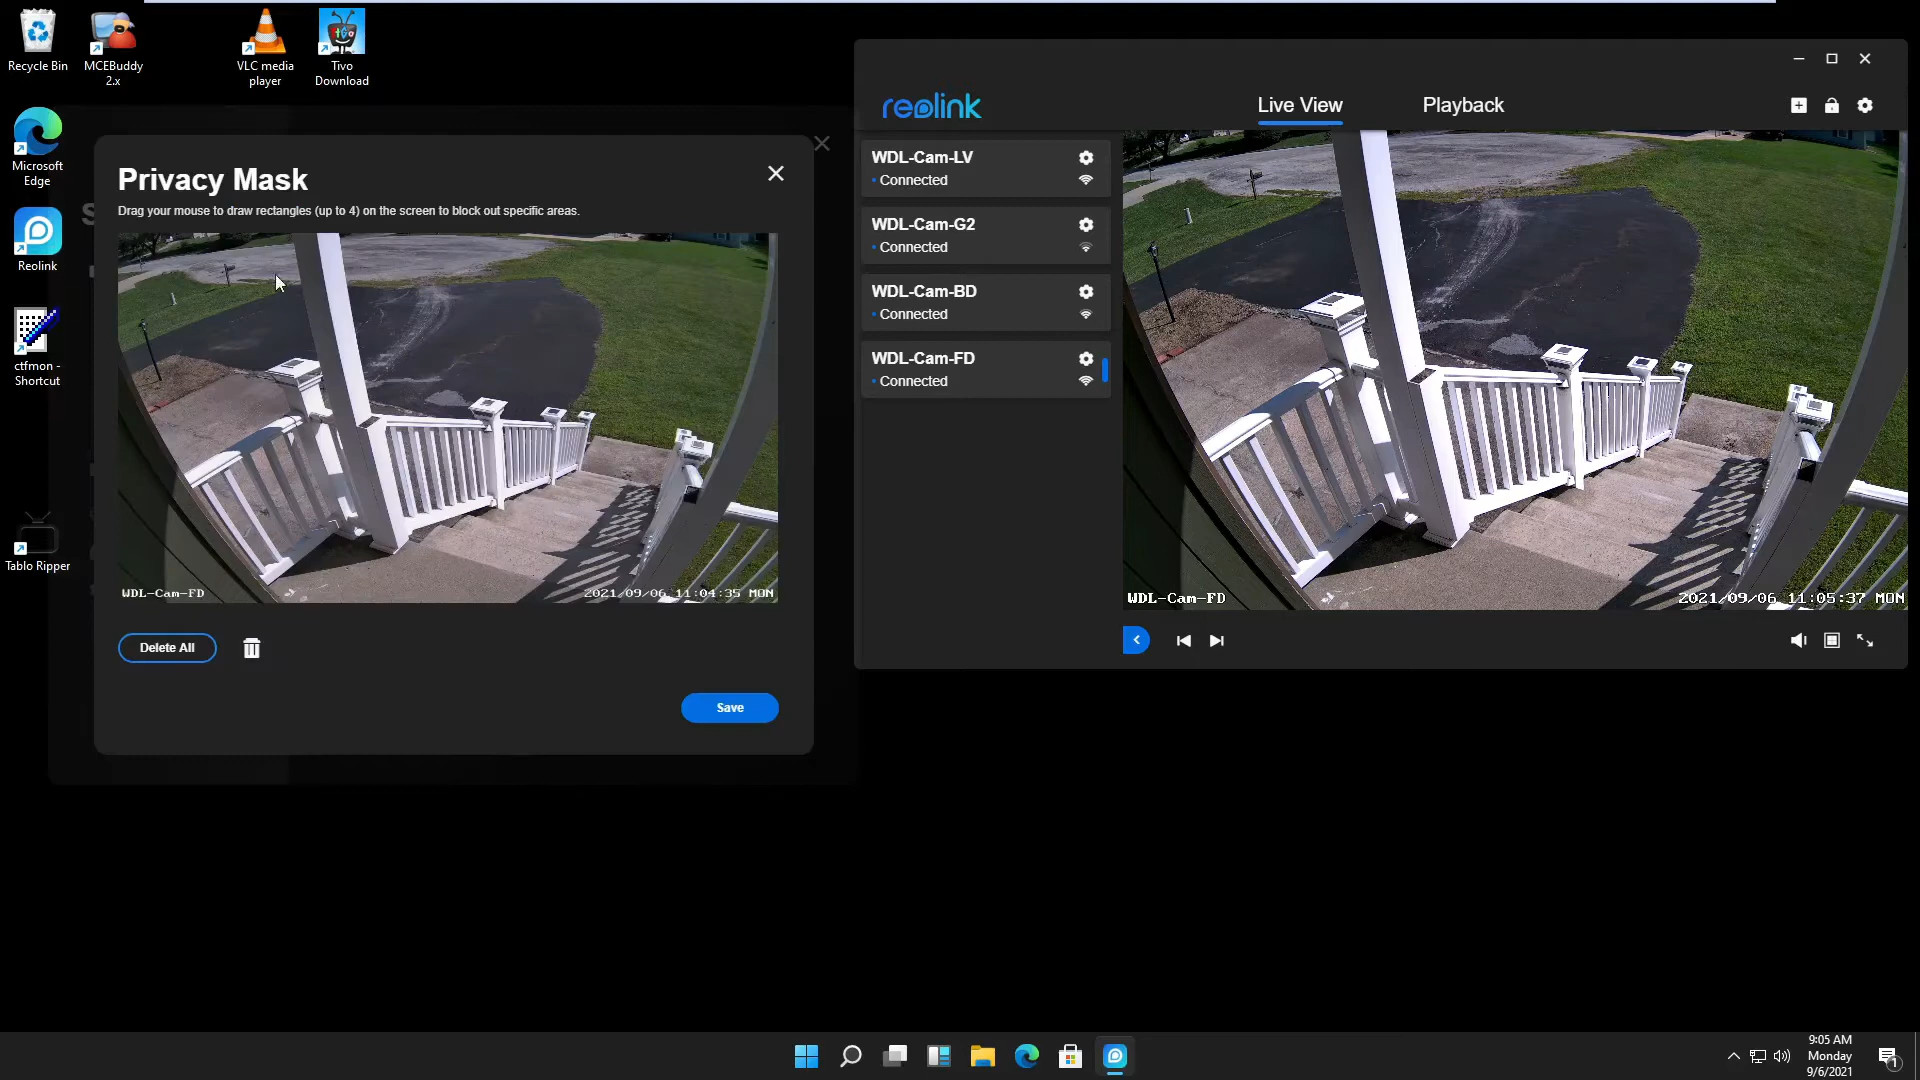 Recycle Bin
MCEBuddy
2.x
VLC media
player
Tivo
Download
Microsoft
Edge
Reolink
ctfmon -
Shortcut
Tablo Ripper
Privacy Mask
Drag your mouse to draw rectangles (up to 4) on the screen to block out specific areas.
WDL-Cam-FD
2021/09/06 11:04:35 MON
Delete All
Save
reolink
Live View
Playback
WDL-Cam-LV
Connected
WDL-Cam-G2
Connected
WDL-Cam-BD
Connected
WDL-Cam-FD
Connected
WDL-Cam-FD
2021/09/06 11:05:37 MON
9:05 AM
Monday
9/6/2021
1